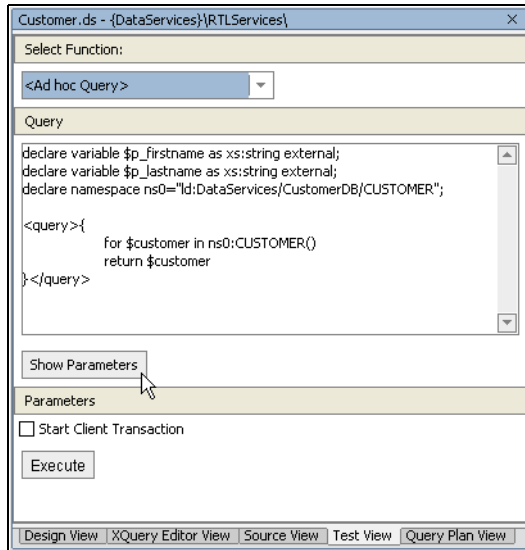 Customer.ds - {DataServices}\RTLServices\
Select Function:
<Ad hoc Query>
Query
declare variable $p_firstname as xs:string external;
declare variable $p_lastname as xs:string external;
declare namespace ns0="ld:DataServices/CustomerDB/CUSTOMER";
<query>{
for $customer in ns0:CUSTOMER()
return $customer
}</query>
Show Parameters
Parameters
Start Client Transaction
Execute
Design View XQuery Editor View Source View Test View Query Plan View